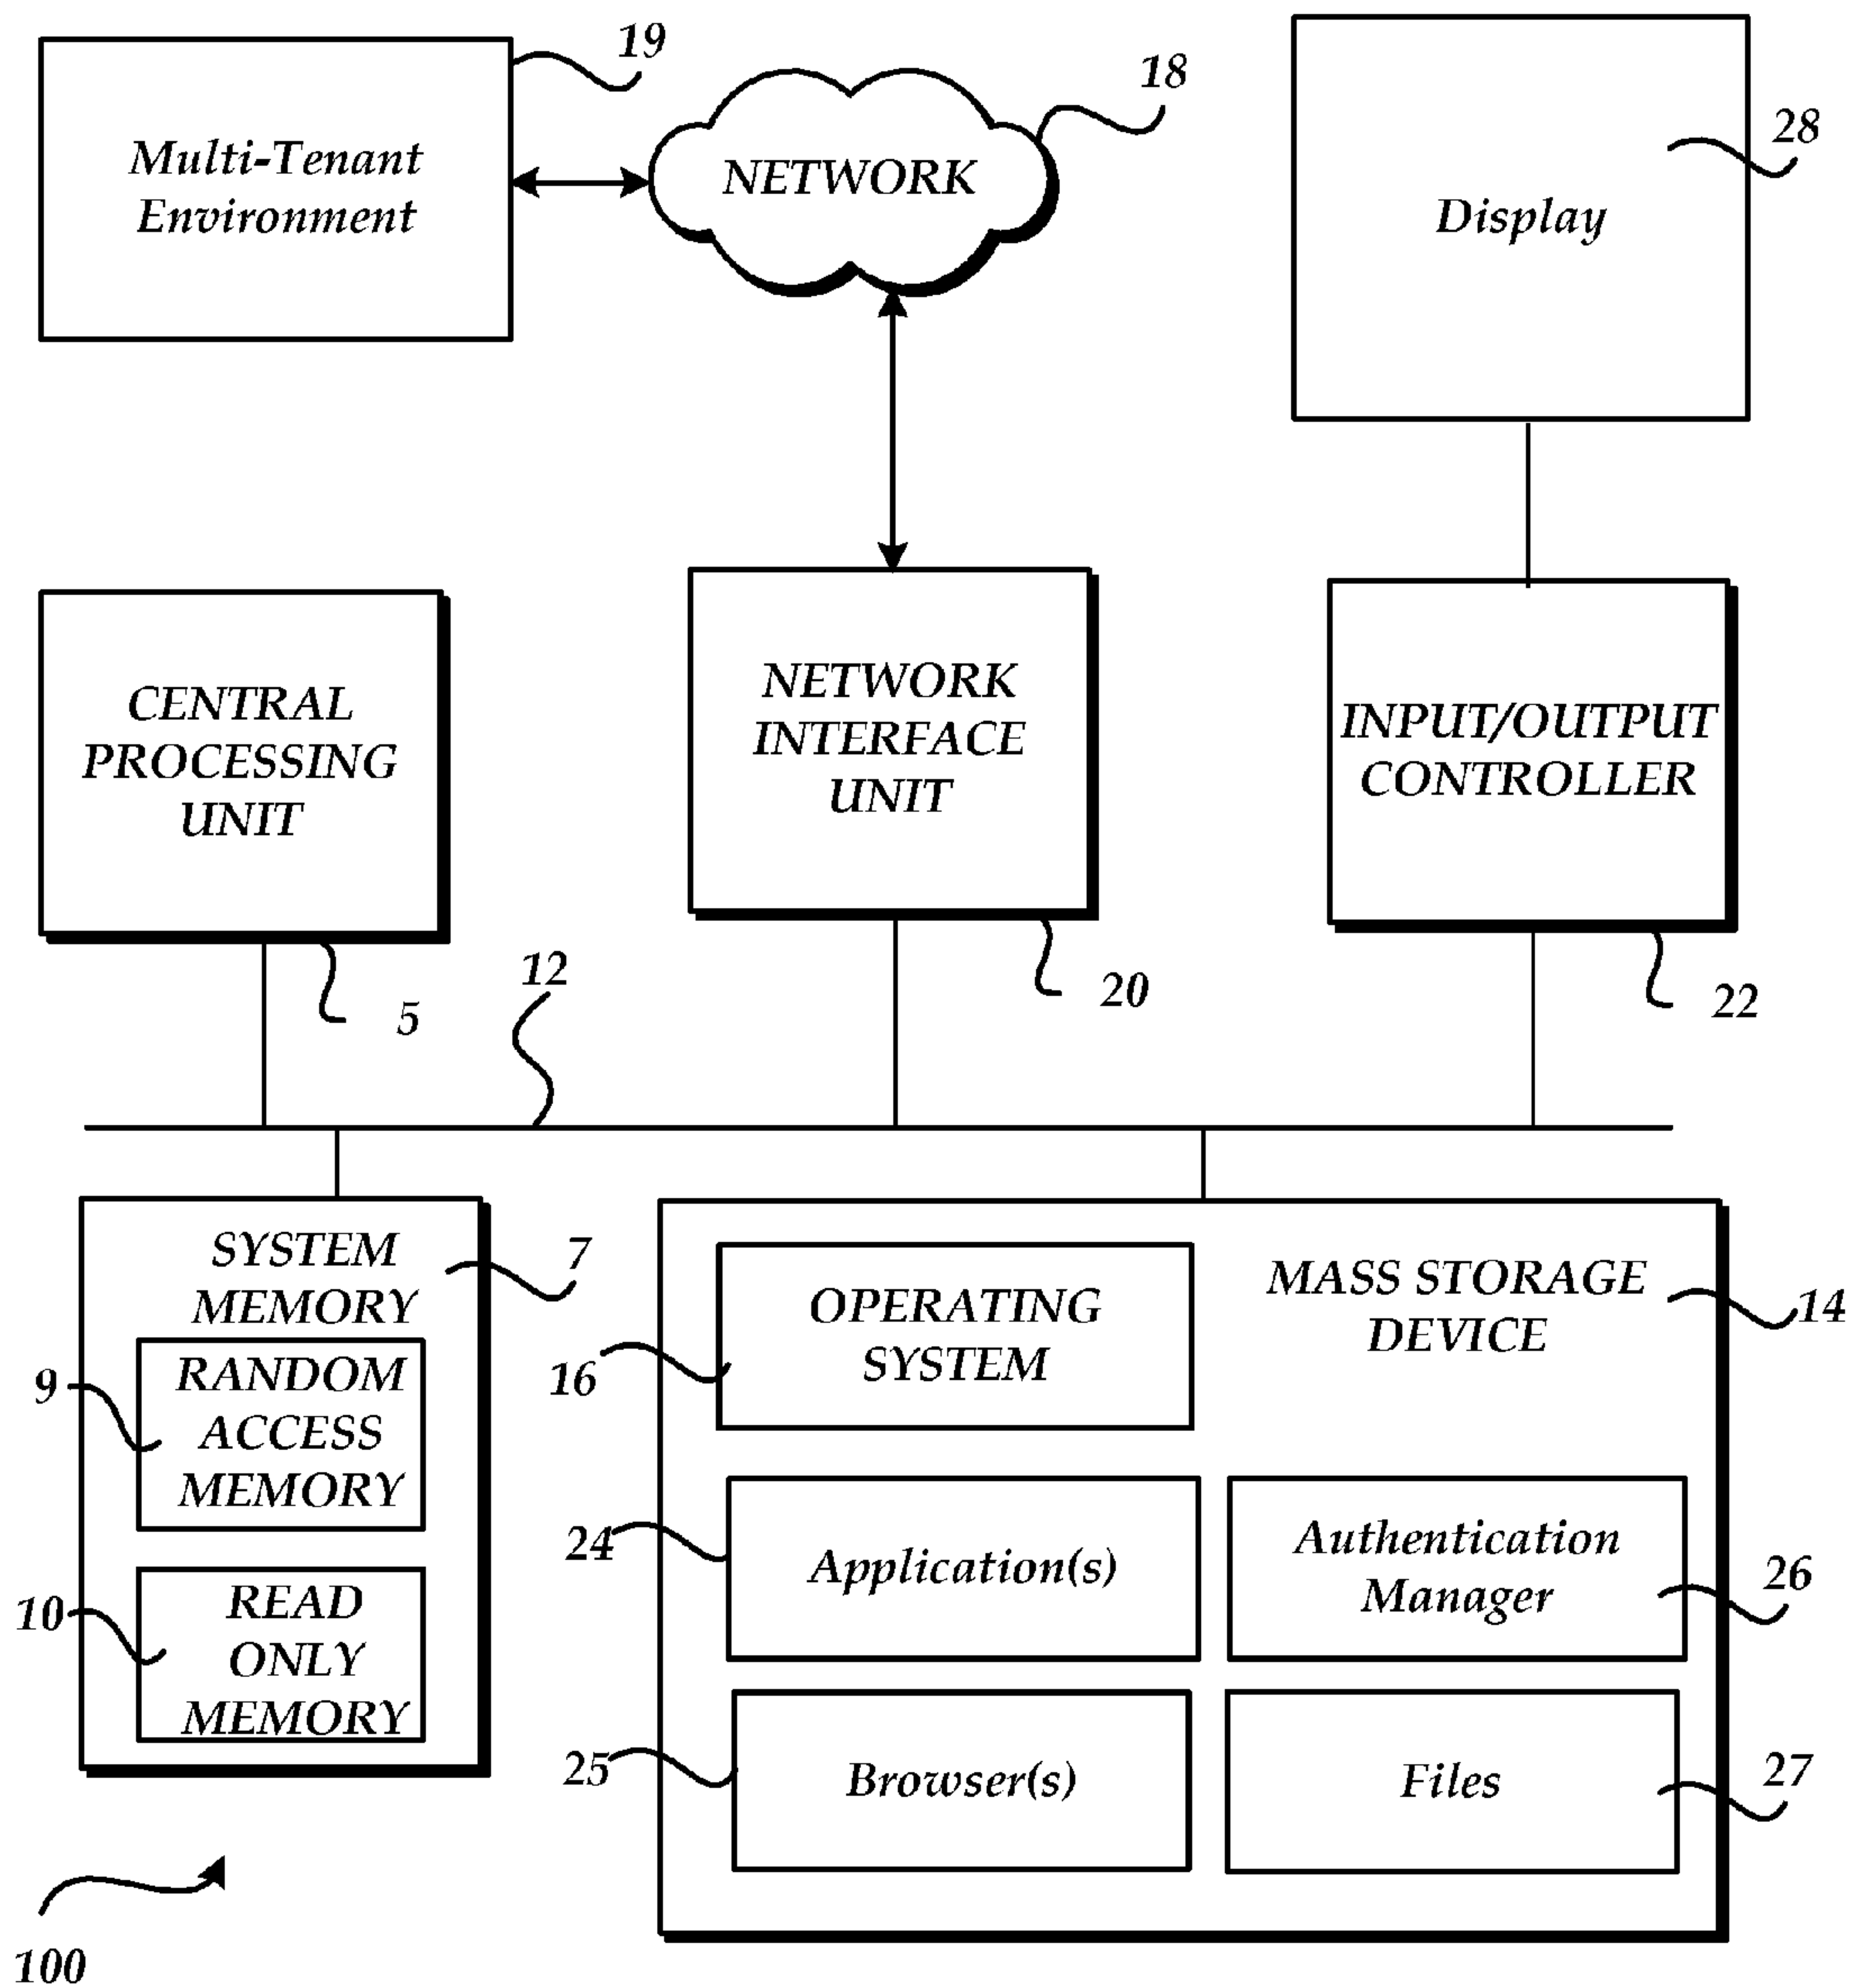 19
18
28
Multi-Tenant
Environment
NETWORK
Display
CENTRAL
PROCESSING
UNIT
NETWORK
INTERFACE
UNIT
INPUT/OUTPUT
CONTROLLER
5
12
20
22
SYSTEM
MEMORY
7
RANDOM
ACCESS
MEMORY
9
READ
ONLY
MEMORY
10
OPERATING
SYSTEM
16
MASS STORAGE
DEVICE
14
24
Application(s)
Authentication
Manager
26
25
Browser(s)
Files
27
100